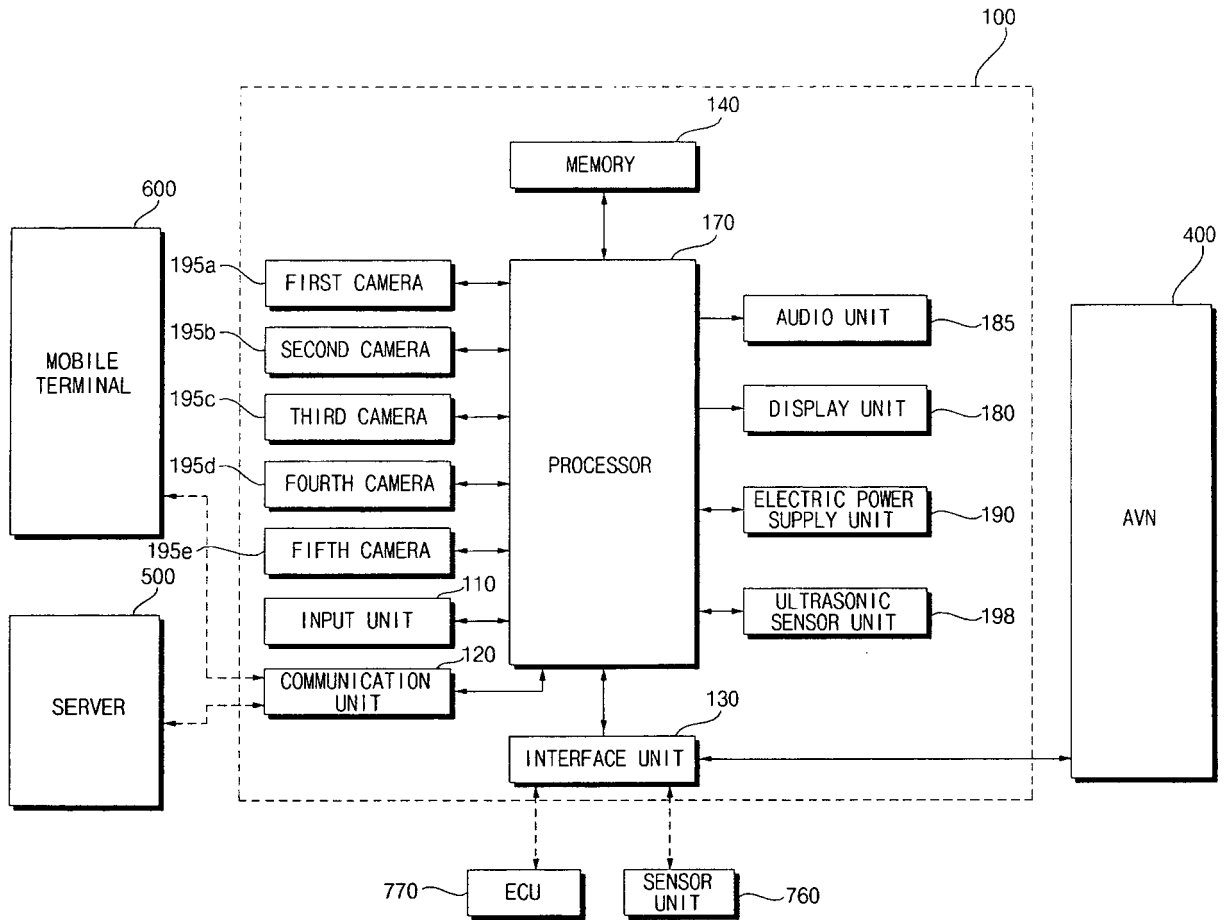 100
140
MEMORY
600
170
400
195a
FIRST CAMERA
AUDIO UNIT
185
195b
SECOND CAMERA
MOBILE
TERMINAL
195c
THIRD CAMERA
DISPLAY UNIT
180
PROCESSOR
195d
FOURTH CAMERA
ELECTRIC POWER
SUPPLY UNIT
190
AVN
195e
FIFTH CAMERA
500
110
INPUT UNIT
ULTRASONIC
SENSOR UNIT
198
120
COMMUNICATION
UNIT
SERVER
130
INTERFACE UNIT
770
ECU
SENSOR
UNIT
760